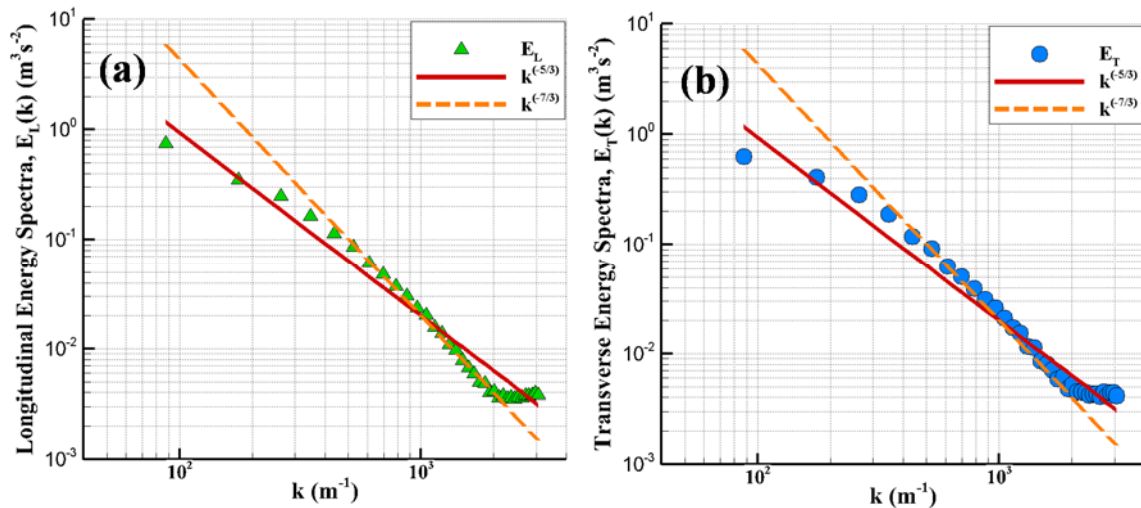 (a)
E_L
k^(-5/3)
k^(-7/3)
Longitudinal Energy Spectra, E_L(k) (m^3 s^-2)
10^1
10^0
10^-1
10^-2
10^-3
10^2
10^3
k (m^-1)
(b)
E_T
k^(-5/3)
k^(-7/3)
Transverse Energy Spectra, E_T(k) (m^3 s^-2)
10^1
10^0
10^-1
10^-2
10^-3
10^2
10^3
k (m^-1)